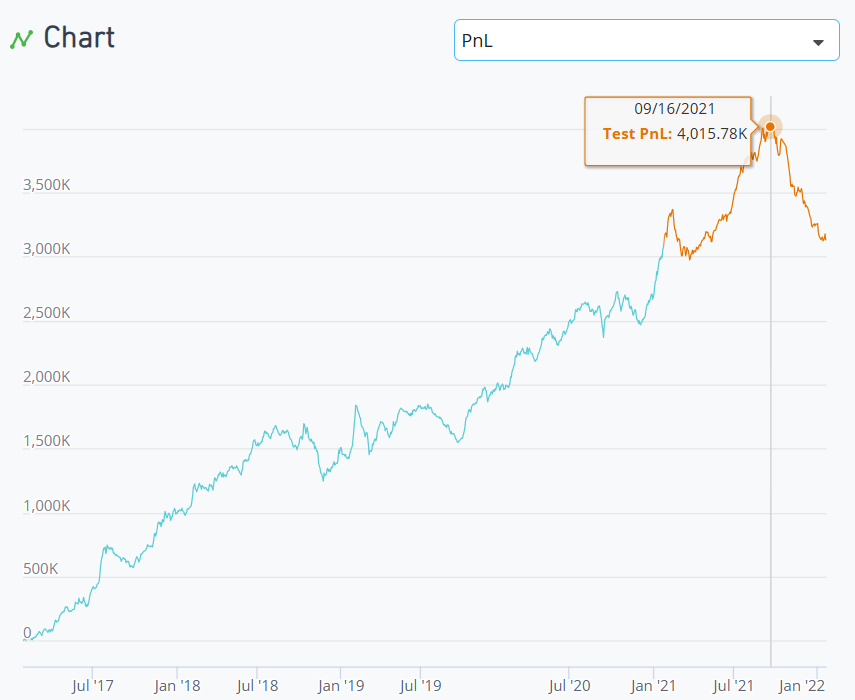 Chart
PnL
09/16/2021
Test PnL: 4,015.78K
3,500K
3,000K
2,500K
2,000K
1,500K
1,000K
500K
0
Jul '17 Jan '18 Jul '18 Jan '19 Jul '19 Jul '20 Jan '21 Jul '21 Jan '22